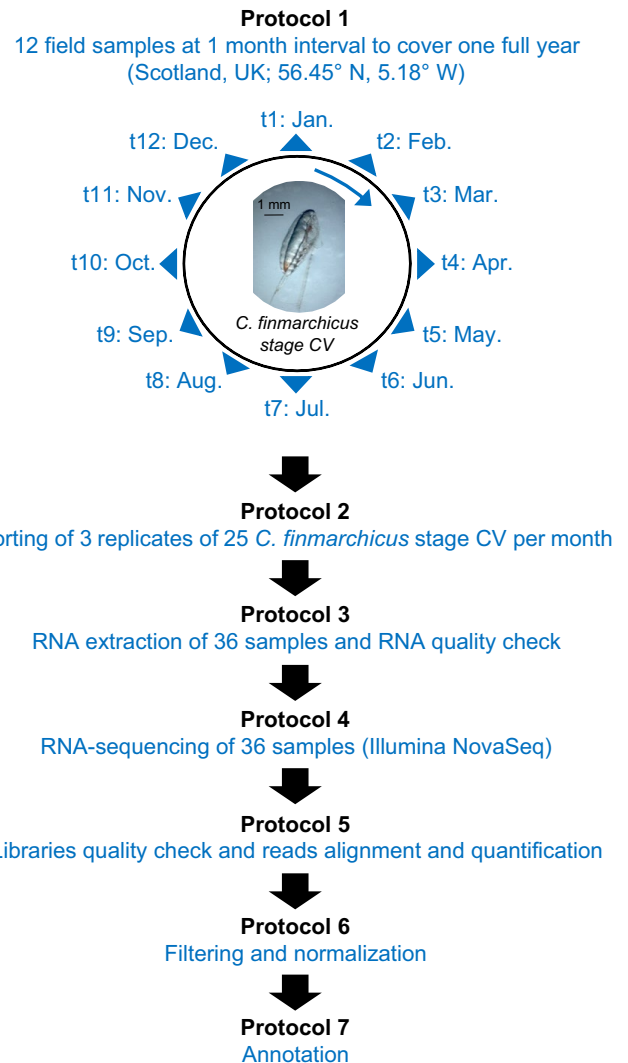 Protocol 1
12 field samples at 1 month interval to cover one full year
(Scotland, UK; 56.45° N, 5.18° W)
t1: Jan.
t12: Dec.
t2: Feb.
t11: Nov.
t3: Mar.
1 mm
t10: Oct.
t4: Apr.
C. finmarchicus
stage CV
t9: Sep.
t5: May.
t8: Aug.
t6: Jun.
t7: Jul.
Protocol 2
orting of 3 replicates of 25 C. finmarchicus stage CV per month
Protocol 3
RNA extraction of 36 samples and RNA quality check
Protocol 4
RNA-sequencing of 36 samples (Illumina NovaSeq)
Protocol 5
Libraries quality check and reads alignment and quantification
Protocol 6
Filtering and normalization
Protocol 7
Annotation